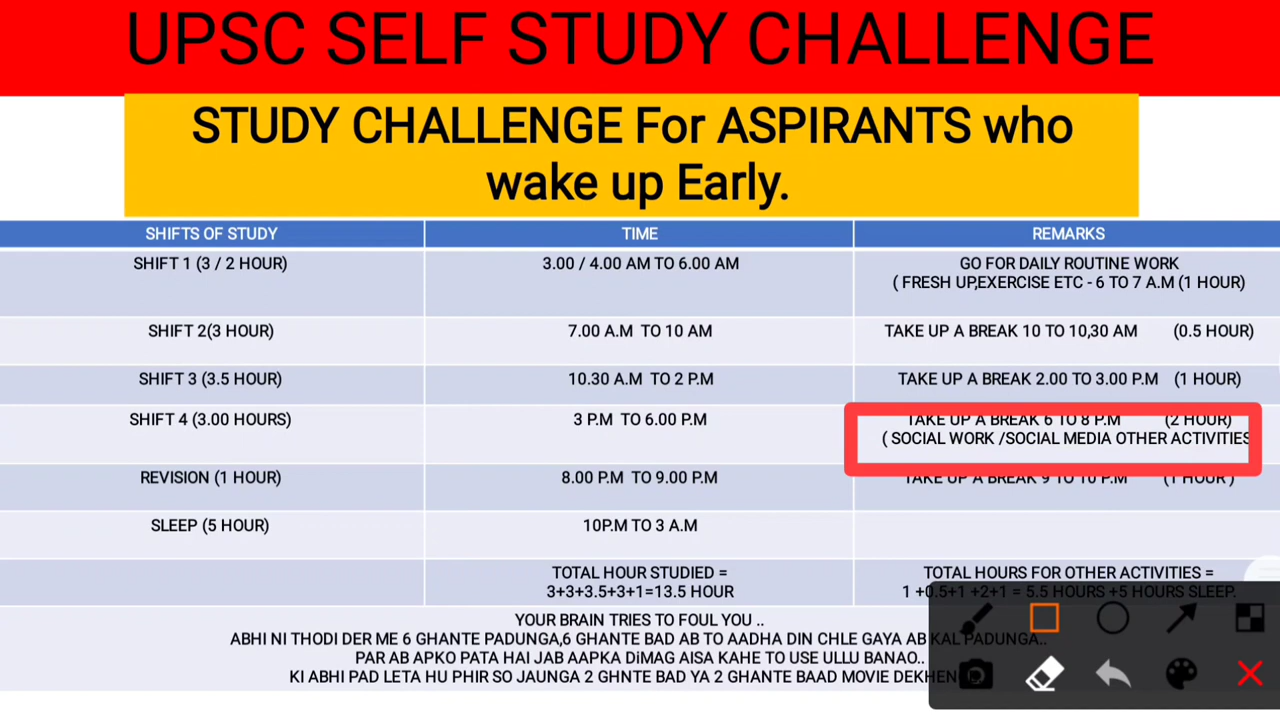 UPSC SELF STUDY CHALLENGE
STUDY CHALLENGE For ASPIRANTS who
wake up Early.
SHIFTS OF STUDY TIME REMARKS
SHIFT 1 (3 / 2 HOUR) 3.00 / 4.00 AM TO 6.00 AM GO FOR DAILY ROUTINE WORK
( FRESH UP,EXERCISE ETC - 6 TO 7 A.M (1 HOUR)
SHIFT 2(3 HOUR) 7.00 A.M TO 10 AM TAKE UP A BREAK 10 TO 10,30 AM (0.5 HOUR)
SHIFT 3 (3.5 HOUR) 10.30 A.M TO 2 P.M TAKE UP A BREAK 2.00 TO 3.00 P.M (1 HOUR)
SHIFT 4 (3.00 HOURS) 3 P.M TO 6.00 P.M TAKE UP A BREAK 6 TO 8 P.M (2 HOUR)
( SOCIAL WORK /SOCIAL MEDIA OTHER ACTIVITIES
REVISION (1 HOUR) 8.00 P.M TO 9.00 P.M TAKE UP A BREAK 9 TO 10 P.M (1 HOUR )
SLEEP (5 HOUR) 10P.M TO 3 A.M
TOTAL HOUR STUDIED = TOTAL HOURS FOR OTHER ACTIVITIES =
3+3+3.5+3+1=13.5 HOUR 1 +0.5+1 +2+1 = 5.5 HOURS +5 HOURS SLEEP.
YOUR BRAIN TRIES TO FOUL YOU ..
ABHI NI THODI DER ME 6 GHANTE PADUNGA,6 GHANTE BAD AB TO AADHA DIN CHLE GAYA AB KAL PADUNGA..
PAR AB APKO PATA HAI JAB AAPKA DiMAG AISA KAHE TO USE ULLU BANAO..
KI ABHI PAD LETA HU PHIR SO JAUNGA 2 GHNTE BAD YA 2 GHANTE BAAD MOVIE